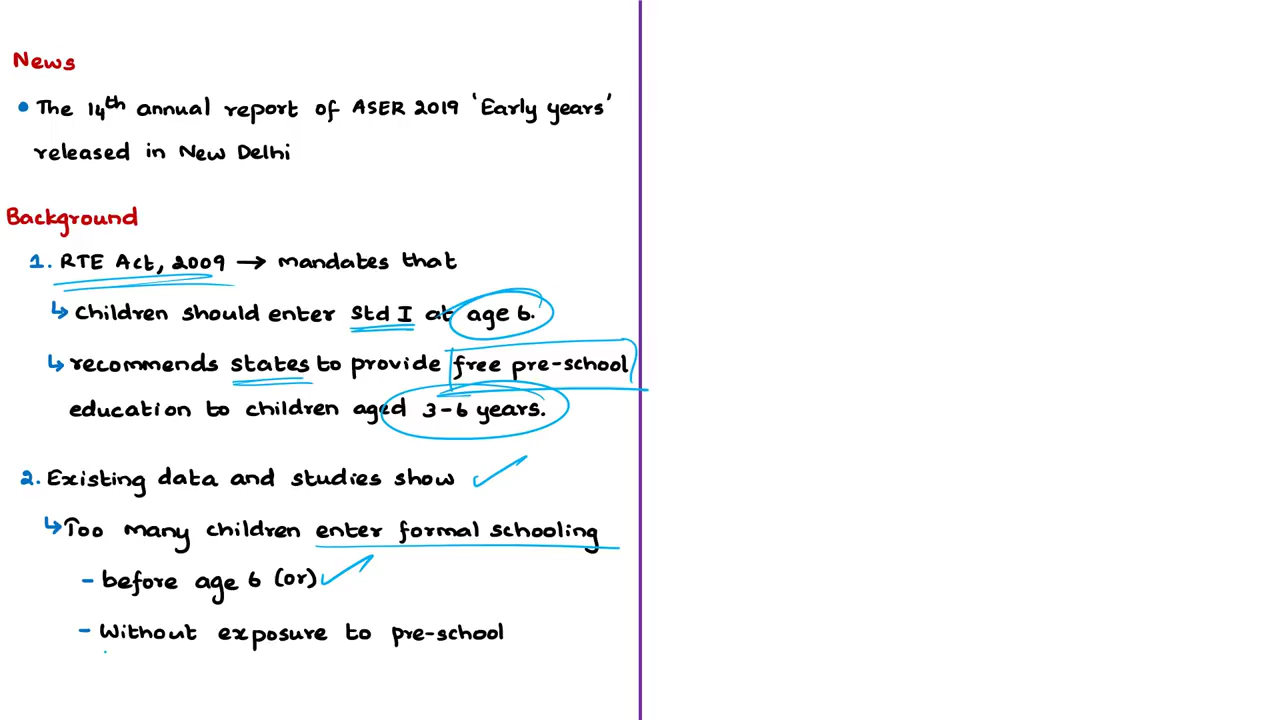 News
• The 14th annual report of ASER 2019 'Early years'
released in New Delhi
Background
1. RTE Act, 2009 → mandates that
↳ Children should enter Std I at age 6.
↳ recommends states to provide free pre-school
education to children aged 3-6 years.
2. Existing data and studies show
↳ Too many children enter formal schooling
- before age 6 (or)
- Without exposure to pre-school